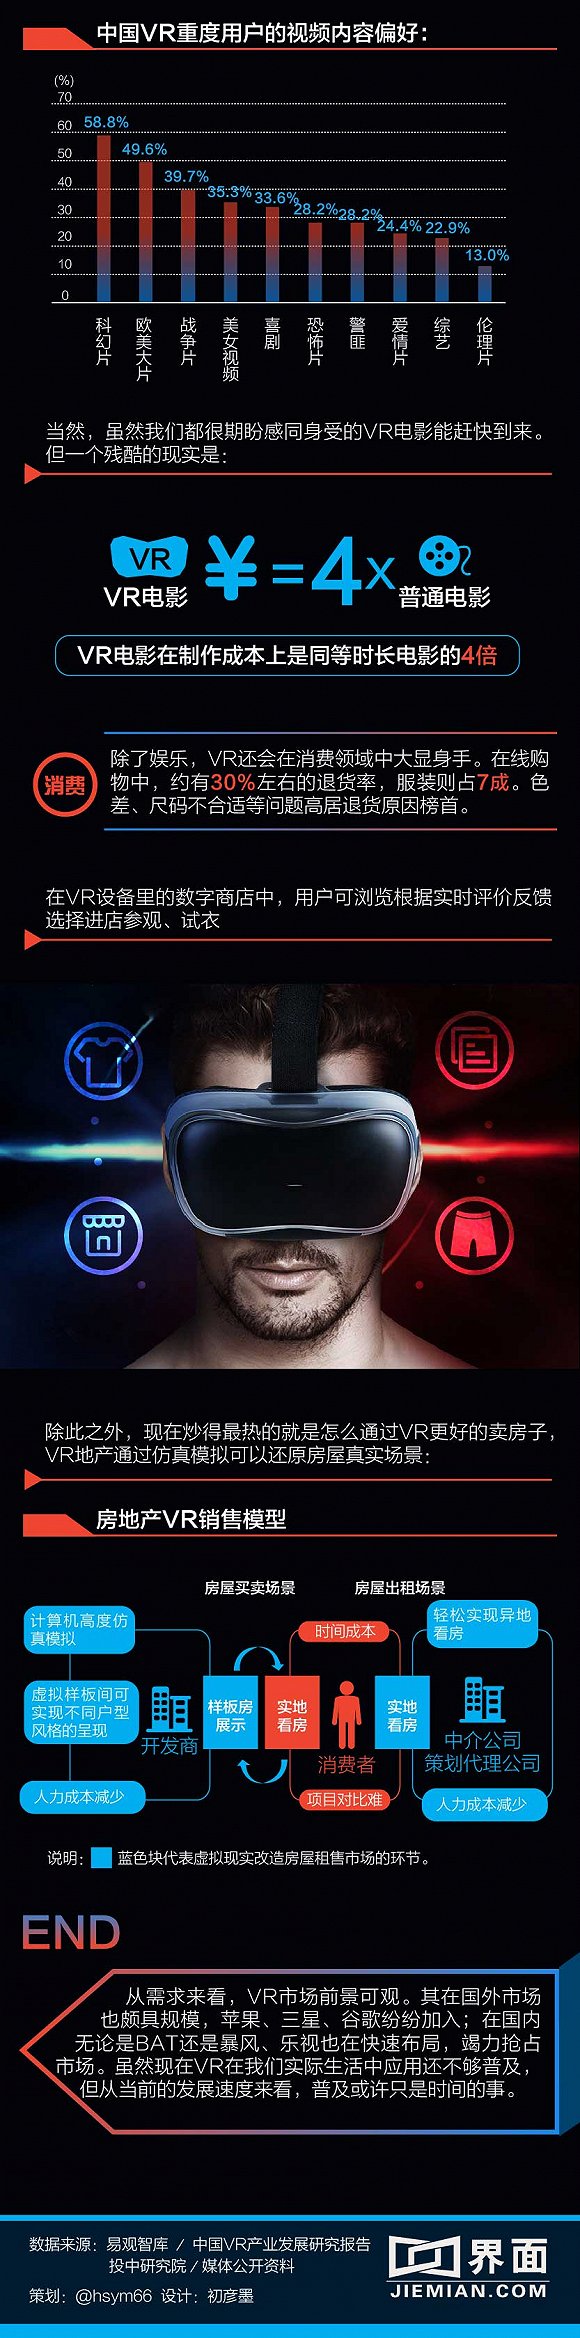 中国VR重度用户的视频内容偏好：
(%)
70
60
50
40
30
20
10
0
58.8%
49.6%
39.7%
35.3%
33.6%
28.2%
28.2%
24.4%
22.9%
13.0%
科幻片
欧美大片
战争片
美女视频
喜剧
恐怖片
警匪
爱情片
综艺
伦理片
当然，虽然我们都很期盼感同身受的VR电影能赶快到来。
但一个残酷的现实是：
VR ¥=4x
VR电影 普通电影
VR电影在制作成本上是同等时长电影的4倍
消费
除了娱乐，VR还会在消费领域中大显身手。在线购
物中，约有30%左右的退货率，服装则占7成。色
差、尺码不合适等问题高居退货原因榜首。
在VR设备里的数字商店中，用户可浏览根据实时评价反馈
选择进店参观、试衣
除此之外，现在炒得最热的就是怎么通过VR更好的卖房子，
VR地产通过仿真模拟可以还原房屋真实场景：
房地产VR销售模型
房屋买卖场景 房屋出租场景
计算机高度仿
真模拟
虚拟样板间可
实现不同户型
风格的呈现
人力成本减少
开发商
样板房
展示
实地
看房
时间成本
消费者
项目对比难
实地
看房
轻松实现异地
看房
中介公司
策划代理公司
人力成本减少
说明： 蓝色块代表虚拟现实改造房屋租售市场的环节。
END
从需求来看，VR市场前景可观。其在国外市场
也颇具规模，苹果、三星、谷歌纷纷加入；在国内
无论是BAT还是暴风、乐视也在快速布局，竭力抢占
市场。虽然现在VR在我们实际生活中应用还不够普及，
但从当前的发展速度来看，普及或许只是时间的事。
数据来源：易观智库 / 中国VR产业发展研究报告
投中研究院 / 媒体公开资料
策划：@hsym66 设计：初彦墨
界面
JIEMIAN.COM